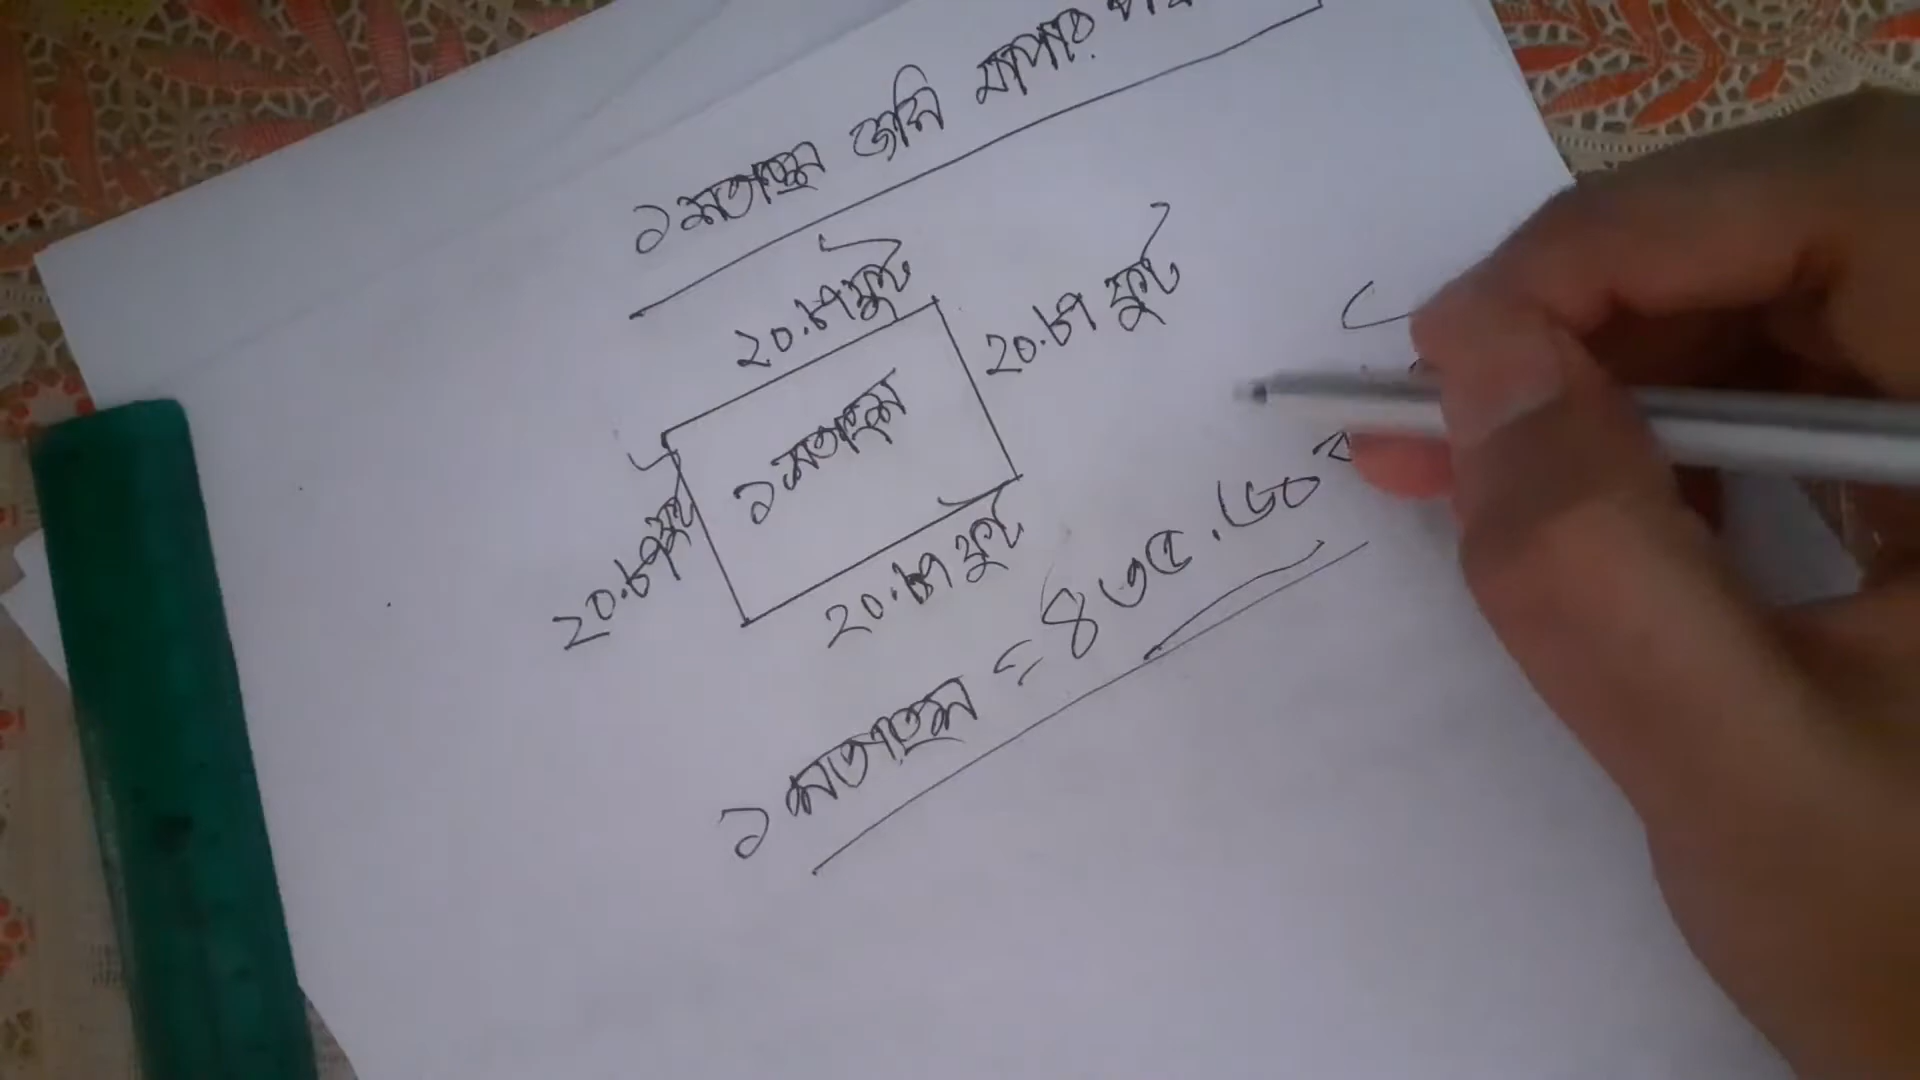 ১ শতাংশ জমি মাপার
২০.৮৭ ফুট
২০.৮৭ ফুট
১ শতাংশ
২০.৮৭ ফুট
২০.৮৭ ফুট
১ শতাংশ = ৪৩৫.৬০